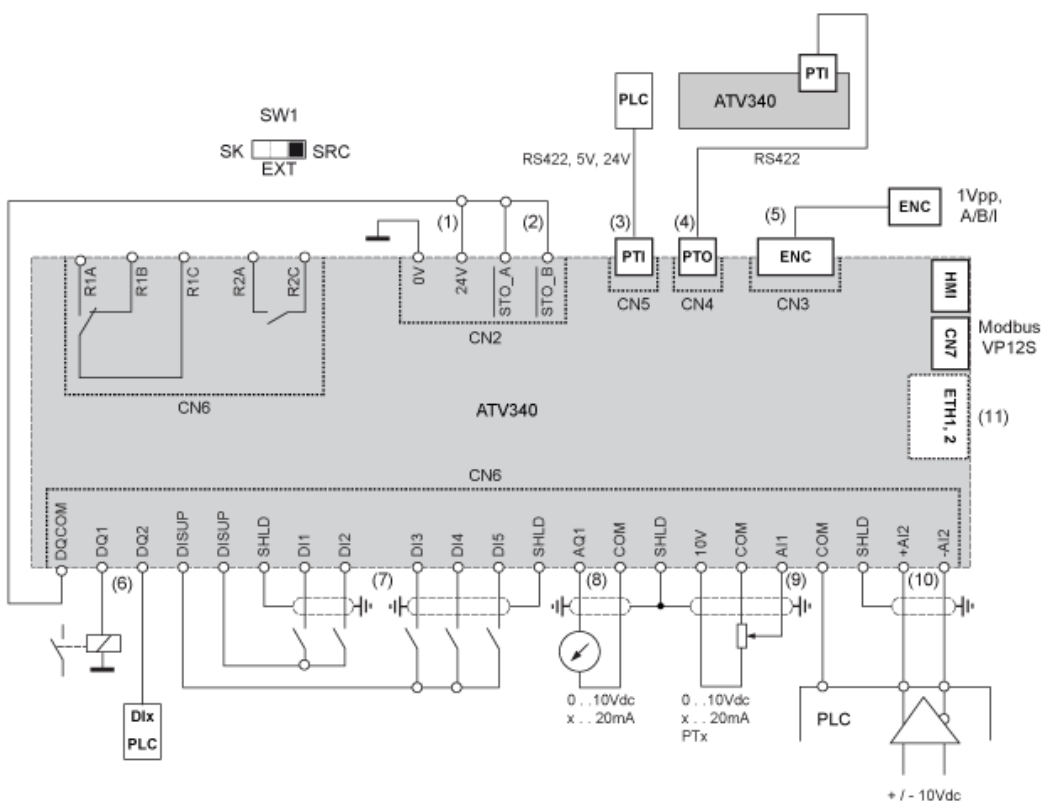 SW1
SK
SRC
EXT
PLC
PTI
ATV340
RS422, 5V, 24V
RS422
ENC
1Vpp,
A/B/I
(1)
(2)
(3)
(4)
(5)
R1A
R1B
R1C
R2A
R2C
0V
24V
STO_A
STO_B
PTI
PTO
ENC
CN5
CN4
CN3
HMI
CN2
CN7
Modbus
VP12S
CN6
ATV340
ETH1, 2
(11)
CN6
DQCOM
DQ1
DQ2
DISUP
DISUP
SHLD
DI1
DI2
DI3
DI4
DI5
SHLD
AQ1
COM
SHLD
10V
COM
AI1
COM
SHLD
+AI2
-AI2
(6)
(7)
(8)
(9)
(10)
DIx
PLC
0 . .10Vdc
x . . 20mA
0 . .10Vdc
x . . 20mA
PTx
PLC
+ / - 10Vdc